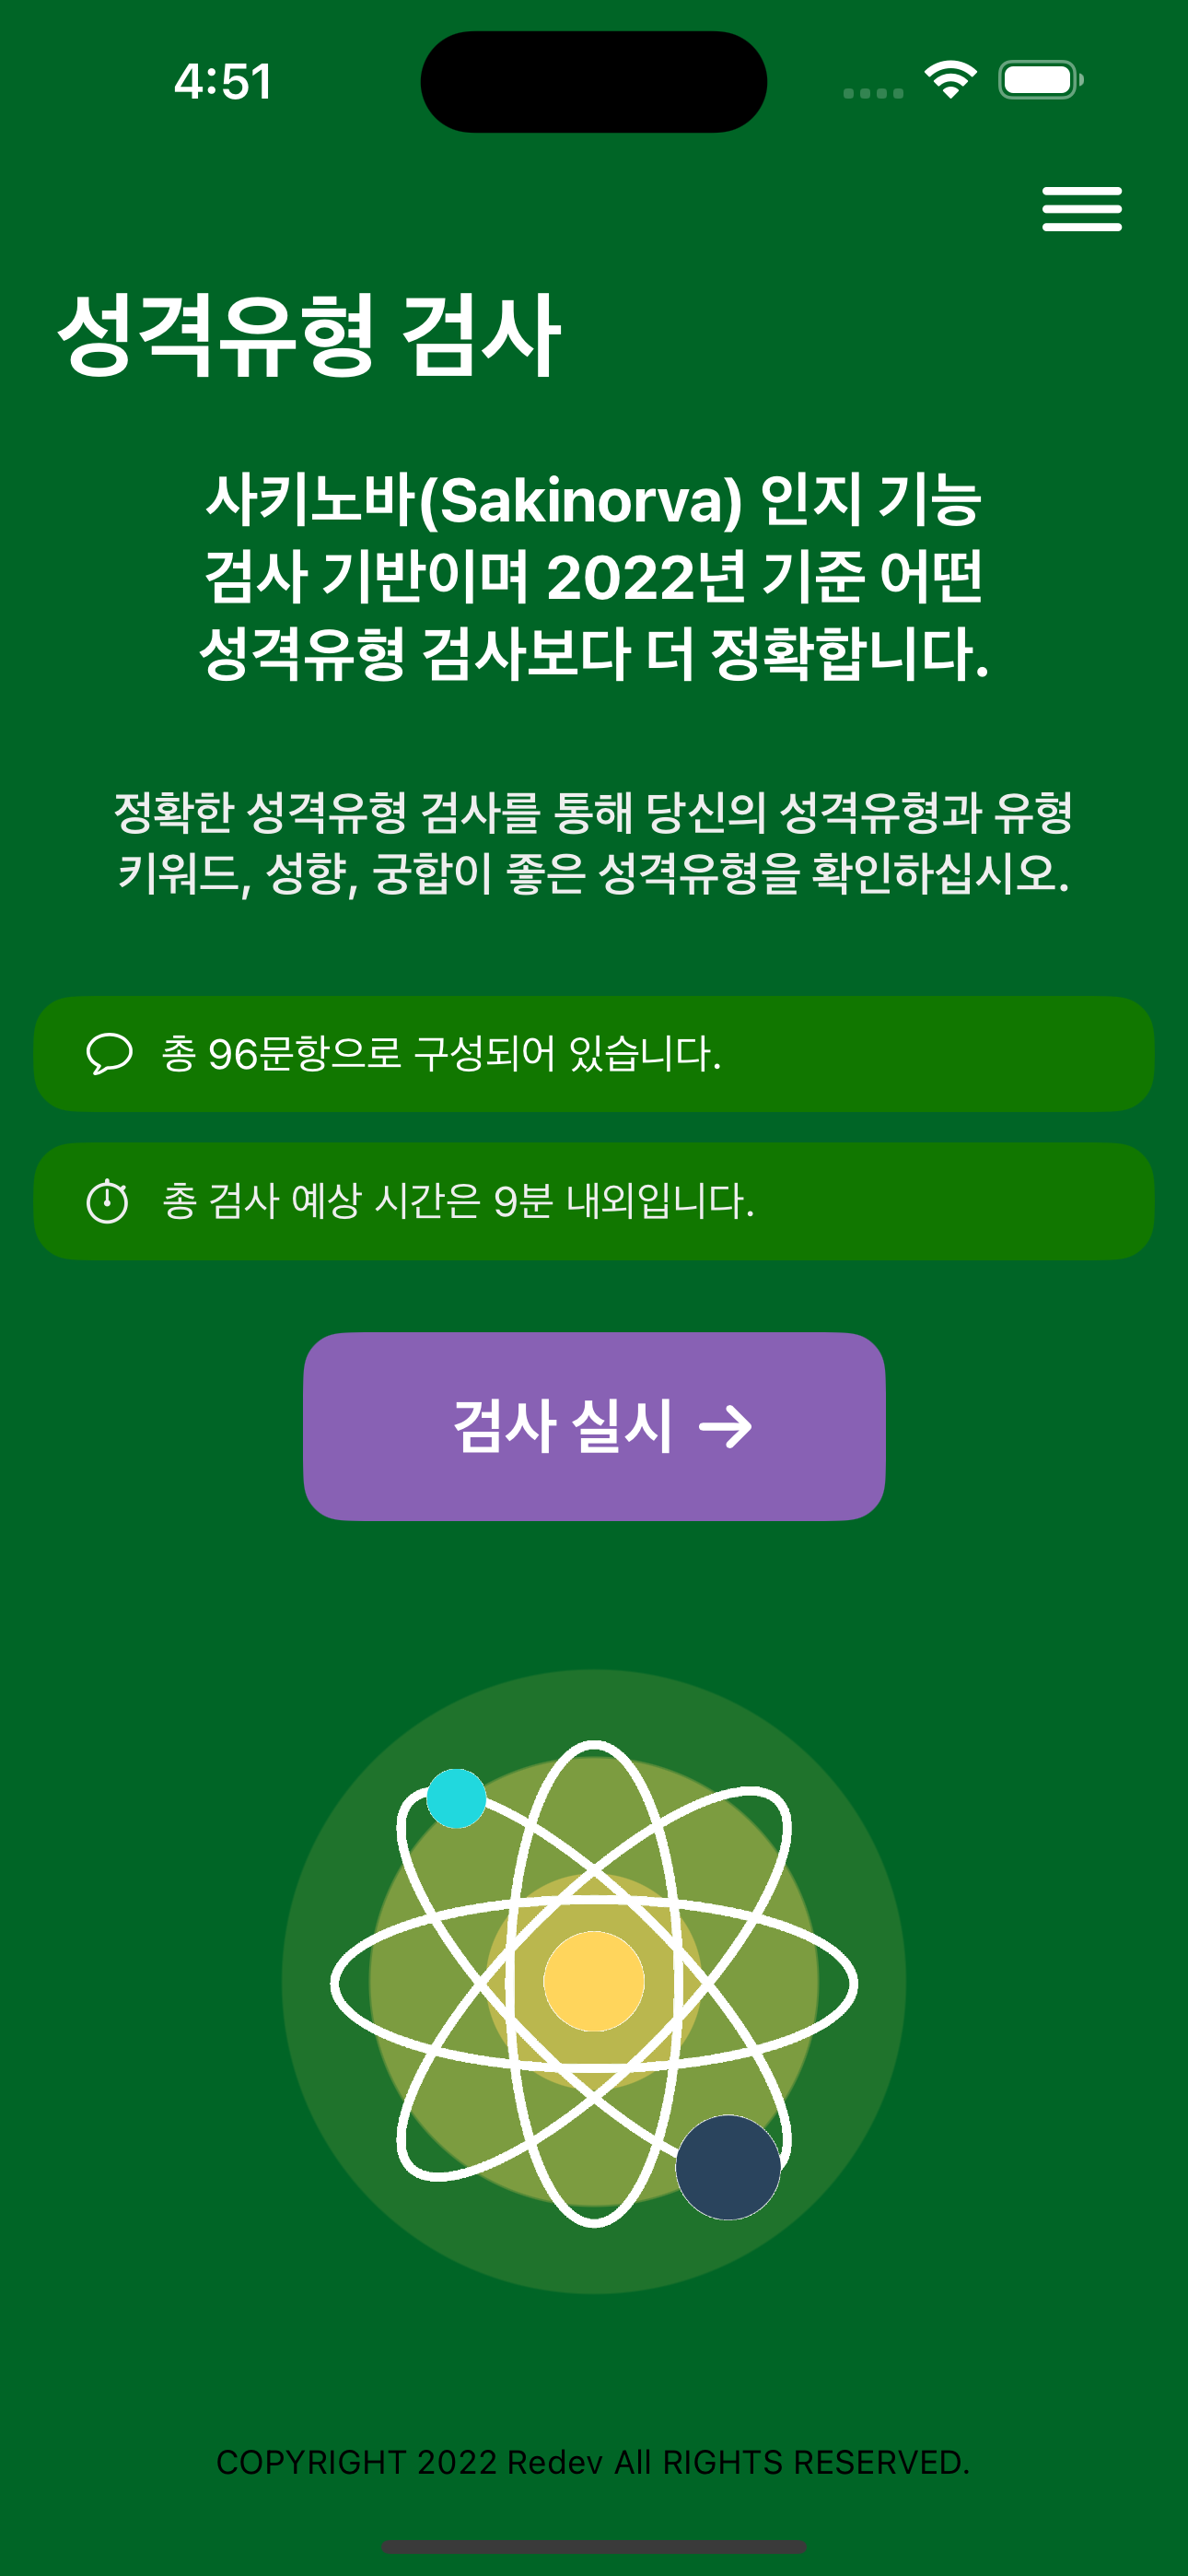 4:51
성격유형 검사
사키노바(Sakinorva) 인지 기능
검사 기반이며 2022년 기준 어떤
성격유형 검사보다 더 정확합니다.
정확한 성격유형 검사를 통해 당신의 성격유형과 유형
키워드, 성향, 궁합이 좋은 성격유형을 확인하십시오.
총 96문항으로 구성되어 있습니다.
총 검사 예상 시간은 9분 내외입니다.
검사 실시 →
COPYRIGHT 2022 Redev All RIGHTS RESERVED.